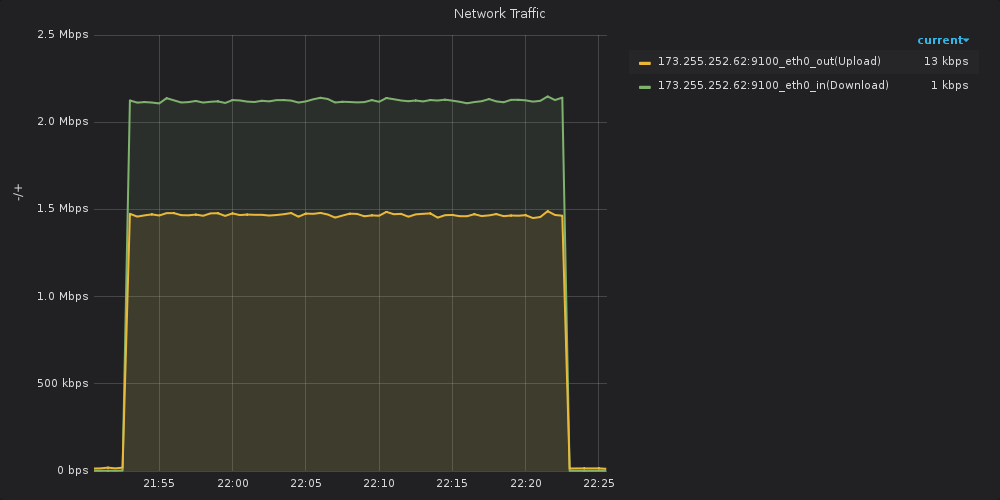 Network Traffic
2.5 Mbps
2.0 Mbps
1.5 Mbps
1.0 Mbps
500 kbps
0 bps
-/+
21:55 22:00 22:05 22:10 22:15 22:20 22:25
current
173.255.252.62:9100_eth0_out(Upload) 13 kbps
173.255.252.62:9100_eth0_in(Download) 1 kbps